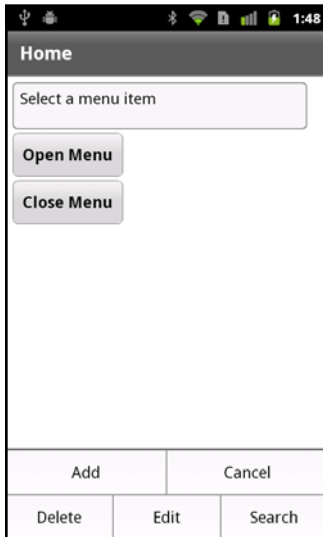 1:48
Home
Select a menu item
Open Menu
Close Menu
Add Cancel
Delete Edit Search